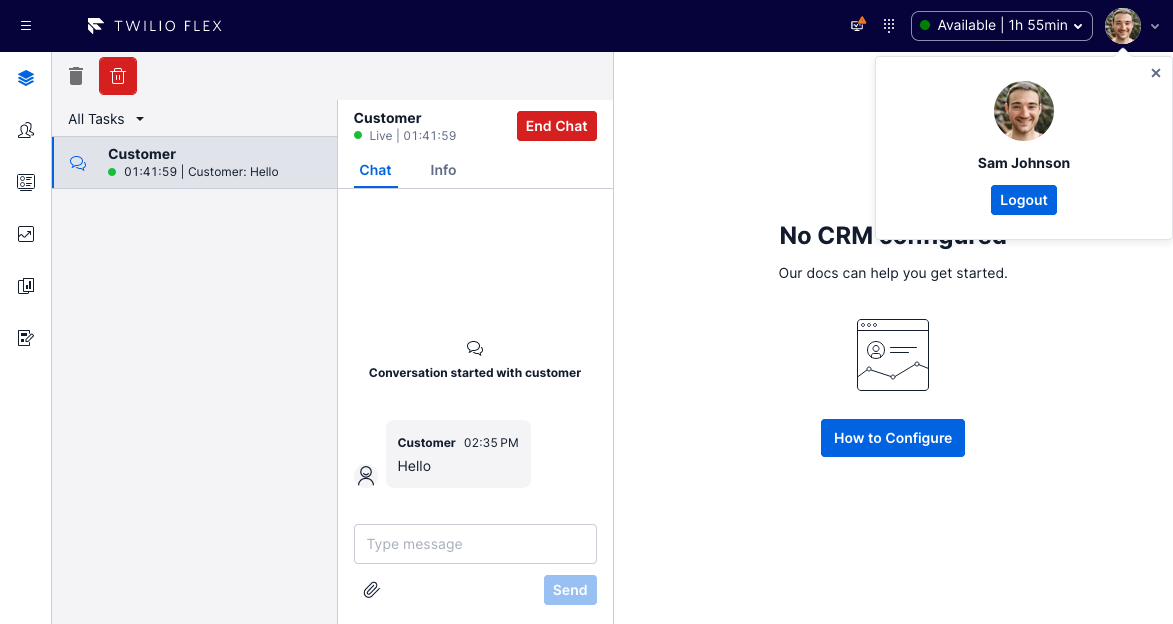 TWILIO FLEX
Available | 1h 55min
All Tasks
Customer
01:41:59 | Customer: Hello
Customer
Live | 01:41:59
End Chat
Chat
Info
Conversation started with customer
Customer 02:35 PM
Hello
Type message
Send
Sam Johnson
Logout
No CRM configured
Our docs can help you get started.
How to Configure